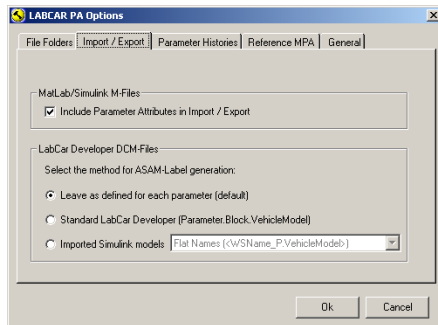 LABCAR PA Options
File Folders Import / Export Parameter Histories Reference MPA General
MatLab/Simulink M-Files
Include Parameter Attributes in Import / Export
LabCar Developer DCM-Files
Select the method for ASAM-Label generation:
Leave as defined for each parameter (default)
Standard LabCar Developer (Parameter.Block.VehicleModel)
Imported Simulink models Flat Names (<WSName_P.VehicleModel>)
Ok Cancel